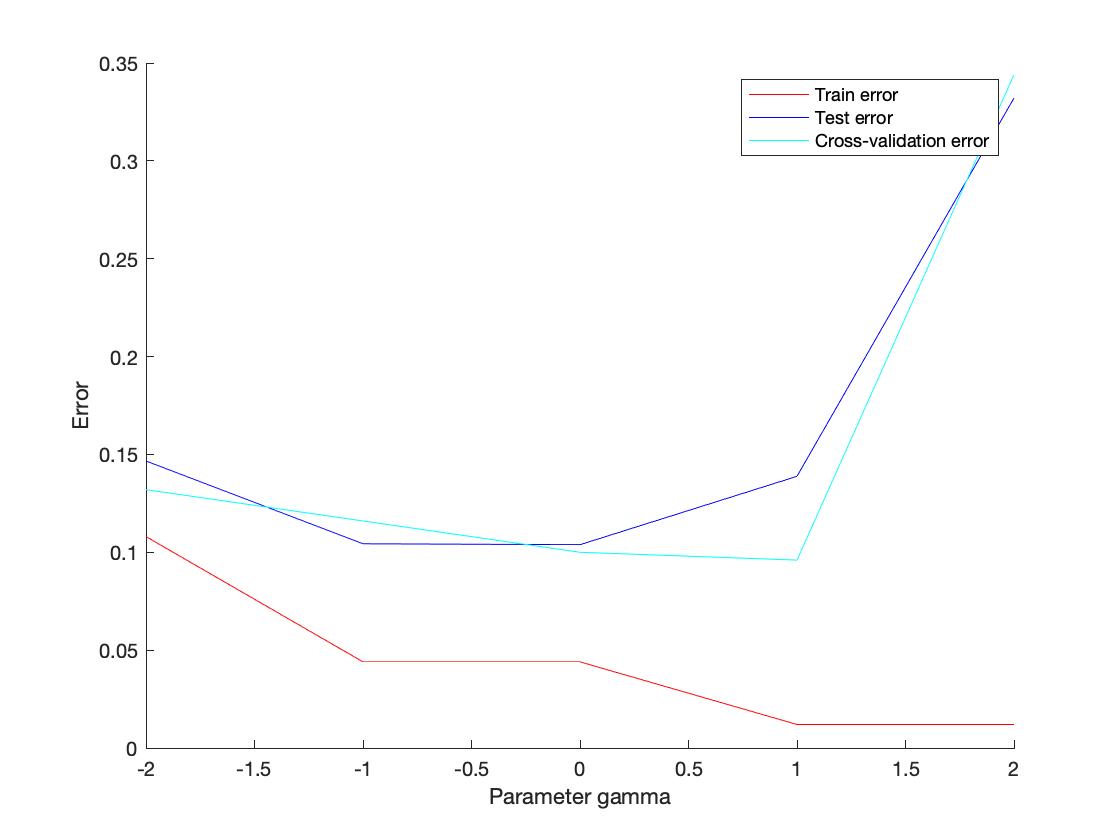 0.35
0.3
0.25
0.2
0.15
0.1
0.05
0
Error
Train error
Test error
Cross-validation error
-2 -1.5 -1 -0.5 0 0.5 1 1.5 2
Parameter gamma